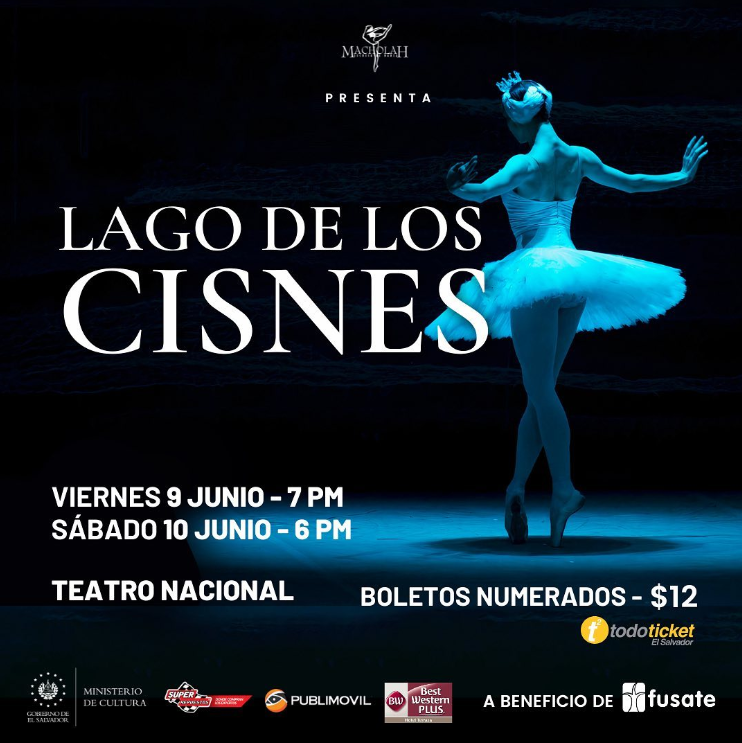 MACHOLAH
PRESENTA
LAGO DE LOS
CISNES
VIERNES 9 JUNIO - 7 PM
SÁBADO 10 JUNIO - 6 PM
TEATRO NACIONAL
BOLETOS NUMERADOS - $12
todoticket
El Salvador
GOBIERNO DE
EL SALVADOR
MINISTERIO
DE CULTURA
SUPER
REPUESTOS
PUBLIMOVIL
BW
Best
Western
PLUS
A BENEFICIO DE
fusate